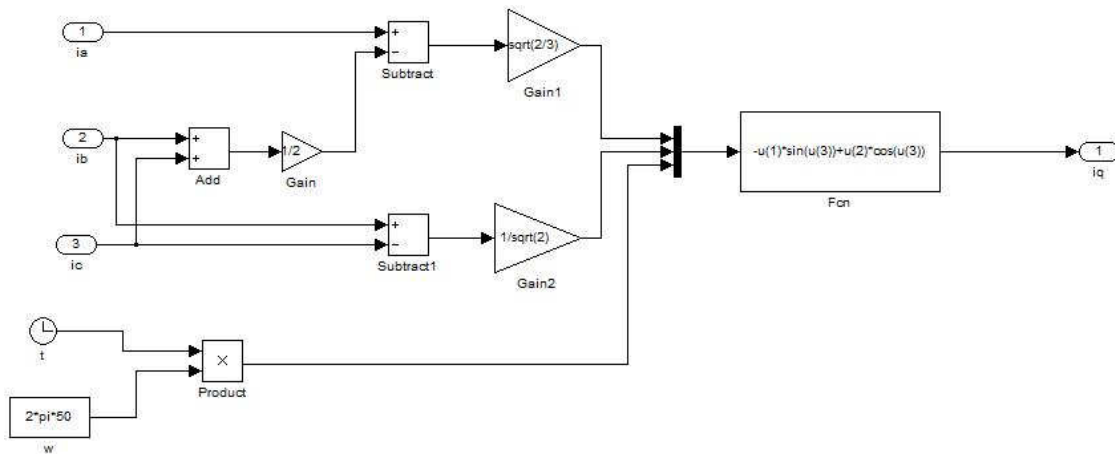 1
ia
+
−
Subtract
sqrt(2/3)
Gain1
2
ib
+
+
Add
1/2
Gain
-u(1)*sin(u(3))+u(2)*cos(u(3))
Fcn
1
iq
3
ic
+
−
Subtract1
1/sqrt(2)
Gain2
t
×
Product
2*pi*50
w